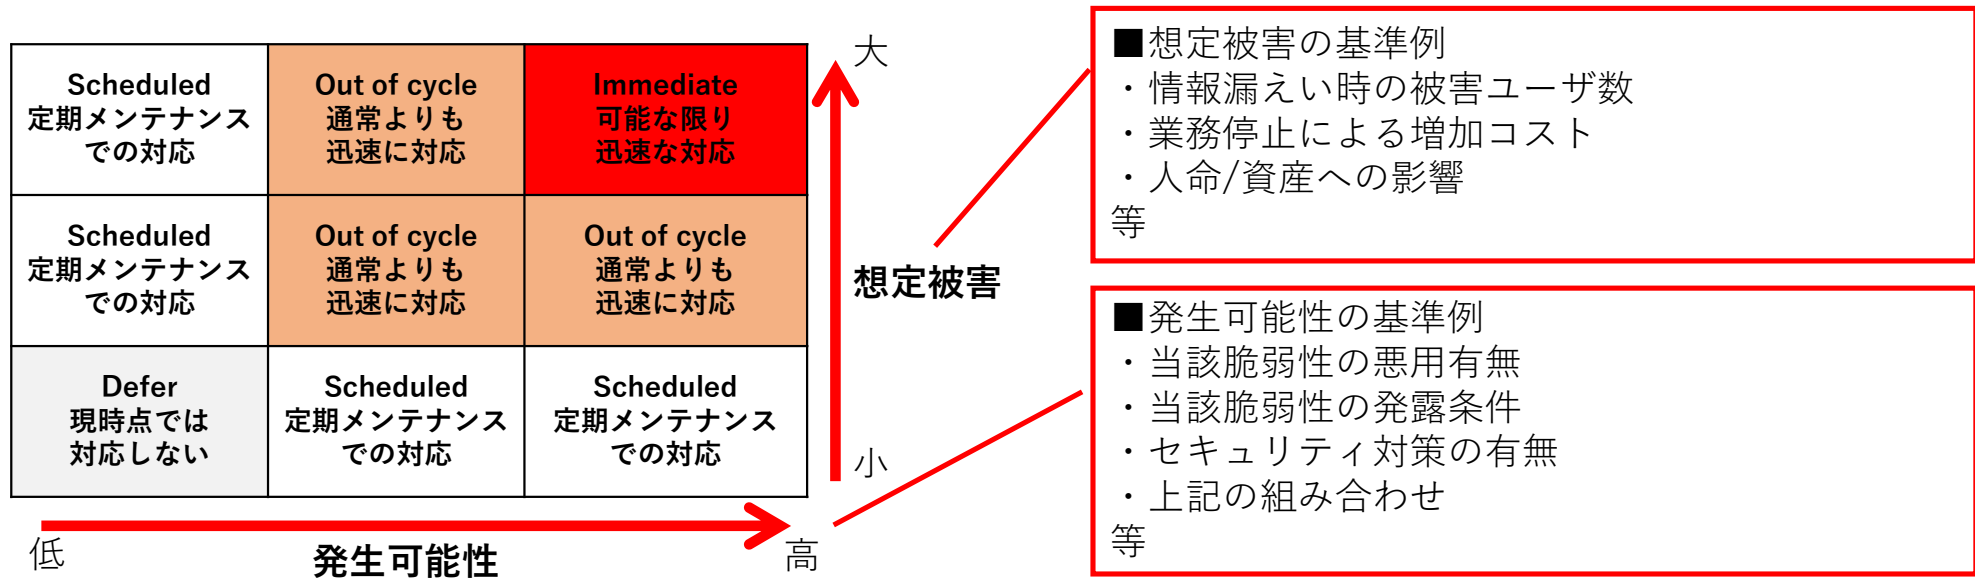 Scheduled
定期メンテナンス
での対応
Out of cycle
通常よりも
迅速に対応
Immediate
可能な限り
迅速な対応
Scheduled
定期メンテナンス
での対応
Out of cycle
通常よりも
迅速に対応
Out of cycle
通常よりも
迅速に対応
Defer
現時点では
対応しない
Scheduled
定期メンテナンス
での対応
Scheduled
定期メンテナンス
での対応
大
想定被害
小
低
発生可能性
高
■想定被害の基準例
・情報漏えい時の被害ユーザ数
・業務停止による増加コスト
・人命/資産への影響
等
■発生可能性の基準例
・当該脆弱性の悪用有無
・当該脆弱性の発露条件
・セキュリティ対策の有無
・上記の組み合わせ
等